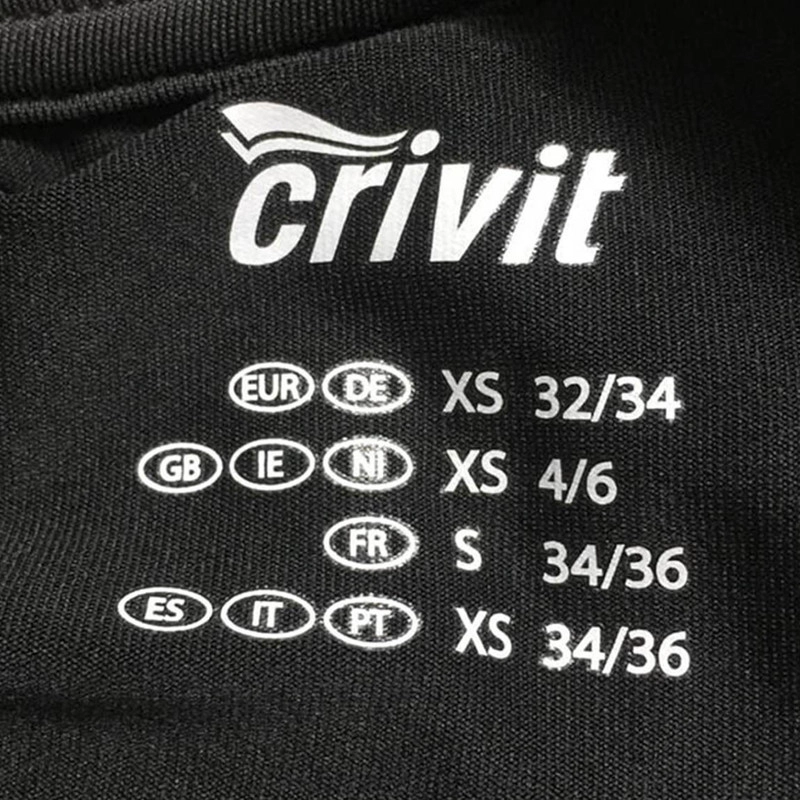 crivit
EUR DE XS 32/34
GB IE NI XS 4/6
FR S 34/36
ES IT PT XS 34/36